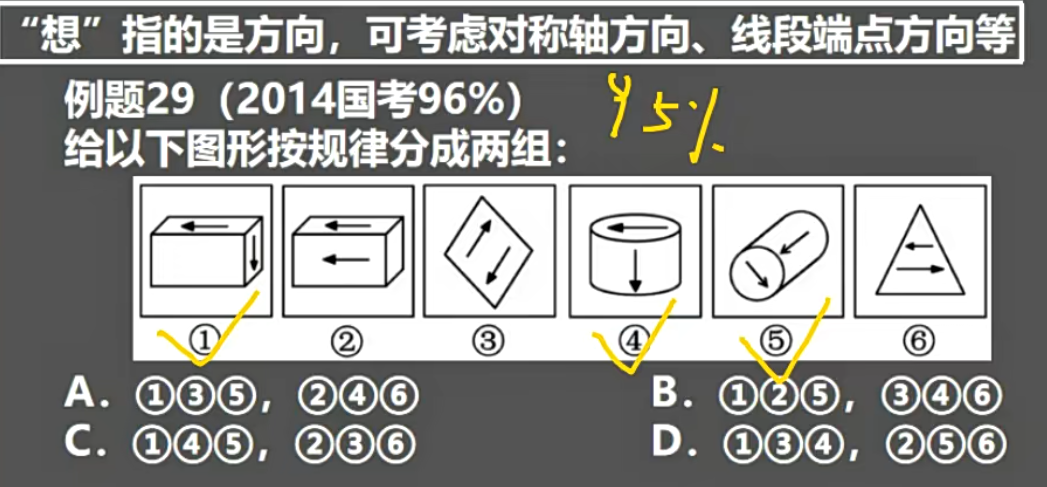 “想”指的是方向，可考虑对称轴方向、线段端点方向等
例题29（2014国考96%）
95%
给以下图形按规律分成两组：
① ② ③ ④ ⑤ ⑥
A. ①③⑤，②④⑥ B. ①②⑤，③④⑥
C. ①④⑤，②③⑥ D. ①③④，②⑤⑥